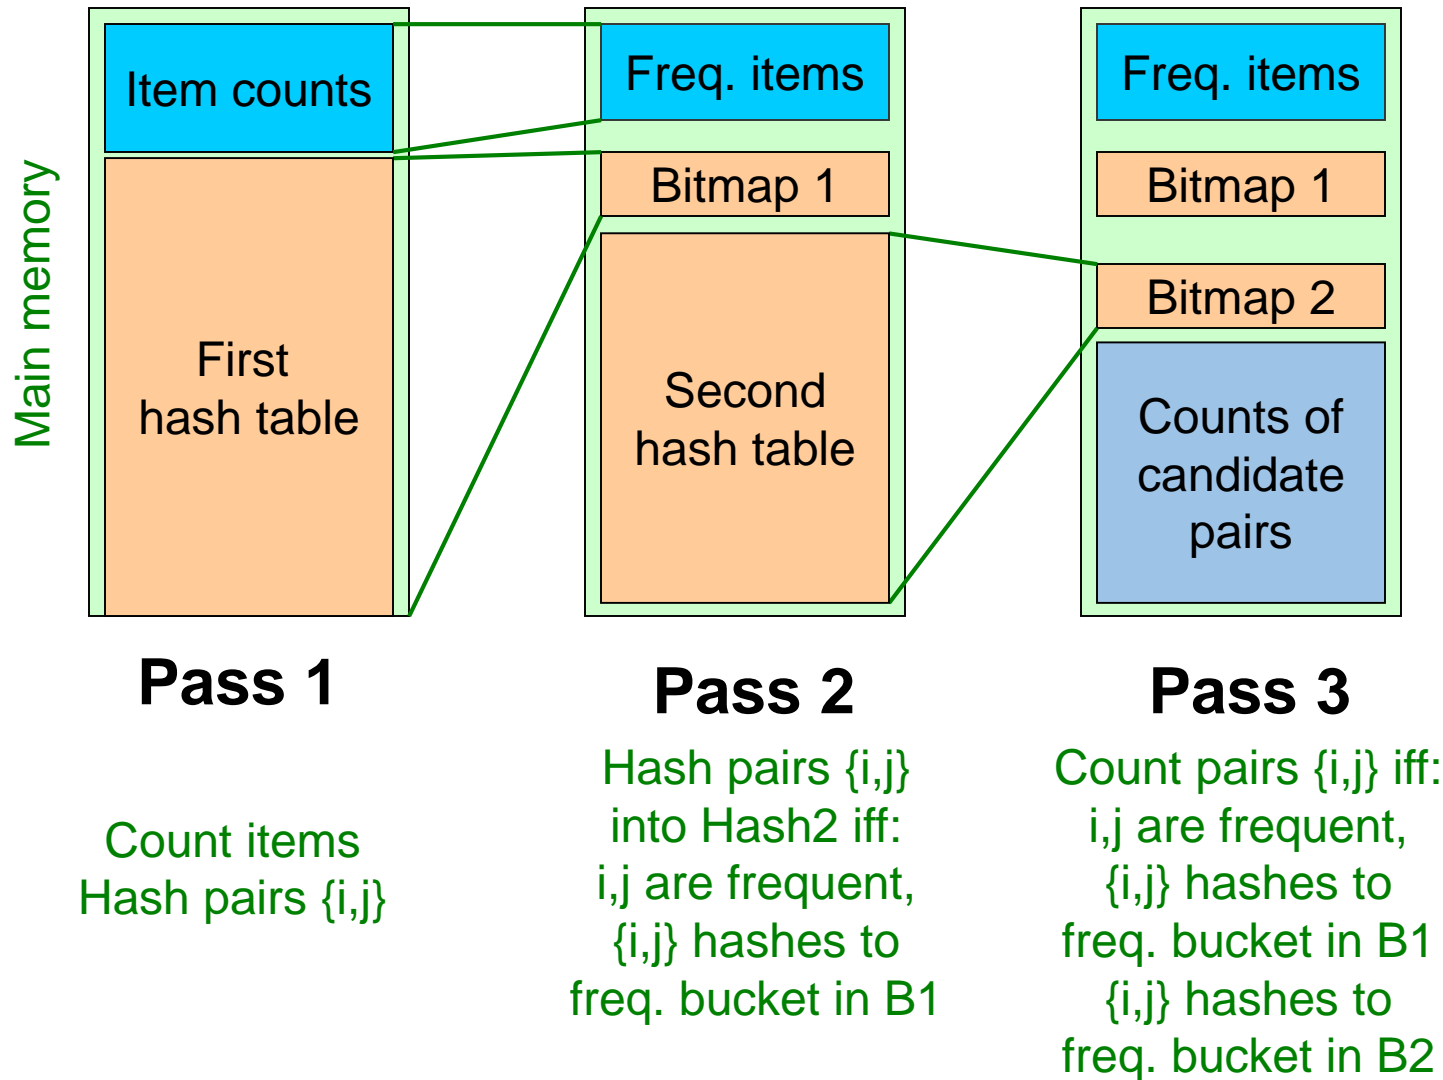 Main memory
Item counts
First
hash table
Pass 1
Count items
Hash pairs {i,j}
Freq. items
Bitmap 1
Second
hash table
Pass 2
Hash pairs {i,j}
into Hash2 iff:
i,j are frequent,
{i,j} hashes to
freq. bucket in B1
Freq. items
Bitmap 1
Bitmap 2
Counts of
candidate
pairs
Pass 3
Count pairs {i,j} iff:
i,j are frequent,
{i,j} hashes to
freq. bucket in B1
{i,j} hashes to
freq. bucket in B2